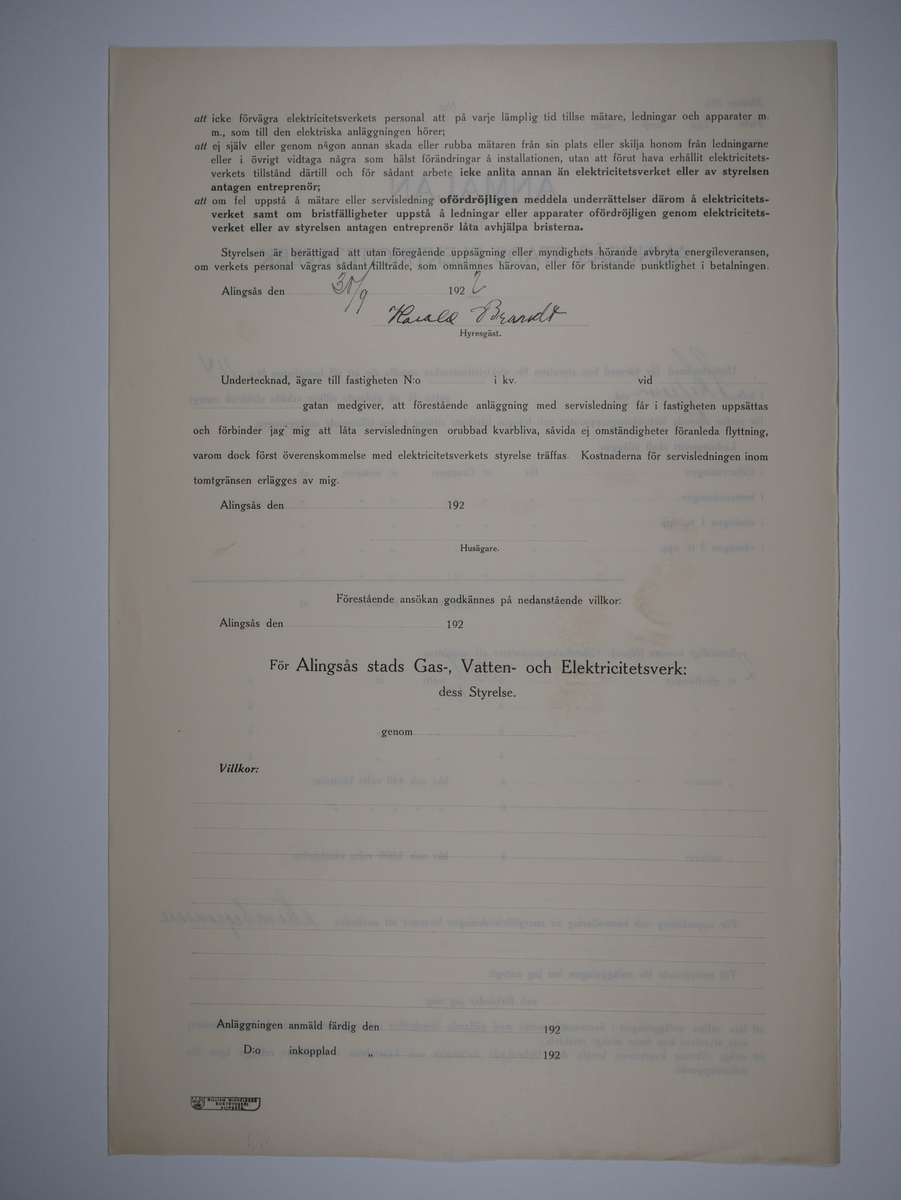 att icke förvägra elektricitetsverkets personal att på varje lämplig tid tillse mätare, ledningar och apparater m.
m., som till den elektriska anläggningen hörer;
att ej själv eller genom någon annan skada eller rubba mätaren från sin plats eller skilja honom från ledningarne
eller i övrigt vidtaga några som hälst förändringar å installationen, utan att förut hava erhållit elektricitets-
verkets tillstånd därtill och för sådant arbete icke anlita annan än elektricitetsverket eller av styrelsen
antagen entreprenör;
att om fel uppstå å mätare eller servisledning ofördröjligen meddela underrättelser därom å elektricitets-
verket samt om bristfälligheter uppstå å ledningar eller apparater ofördröjligen genom elektricitets-
verket eller av styrelsen antagen entreprenör låta avhjälpa bristerna.
Styrelsen är berättigad att utan föregående uppsägning eller myndighets hörande avbryta energileveransen,
om verkets personal vägras sådant tillträde, som omnämnes härovan, eller för bristande punktlighet i betalningen.
Alingsås den 30/9 192
Harald Brandt
Hyresgäst.
Undertecknad, ägare till fastigheten N:o i kv. vid
gatan medgiver, att förestående anläggning med servisledning får i fastigheten uppsättas
och förbinder jag mig att låta servisledningen orubbad kvarbliva, såvida ej omständigheter föranleda flyttning,
varom dock först överenskommelse med elektricitetsverkets styrelse träffas. Kostnaderna för servisledningen inom
tomtgränsen erlägges av mig.
Alingsås den 192
Husägare.
Förestående ansökan godkännes på nedanstående villkor:
Alingsås den 192
För Alingsås stads Gas-, Vatten- och Elektricitetsverk:
dess Styrelse.
genom
Villkor:
Anläggningen anmäld färdig den 192
D:o inkopplad „ 192